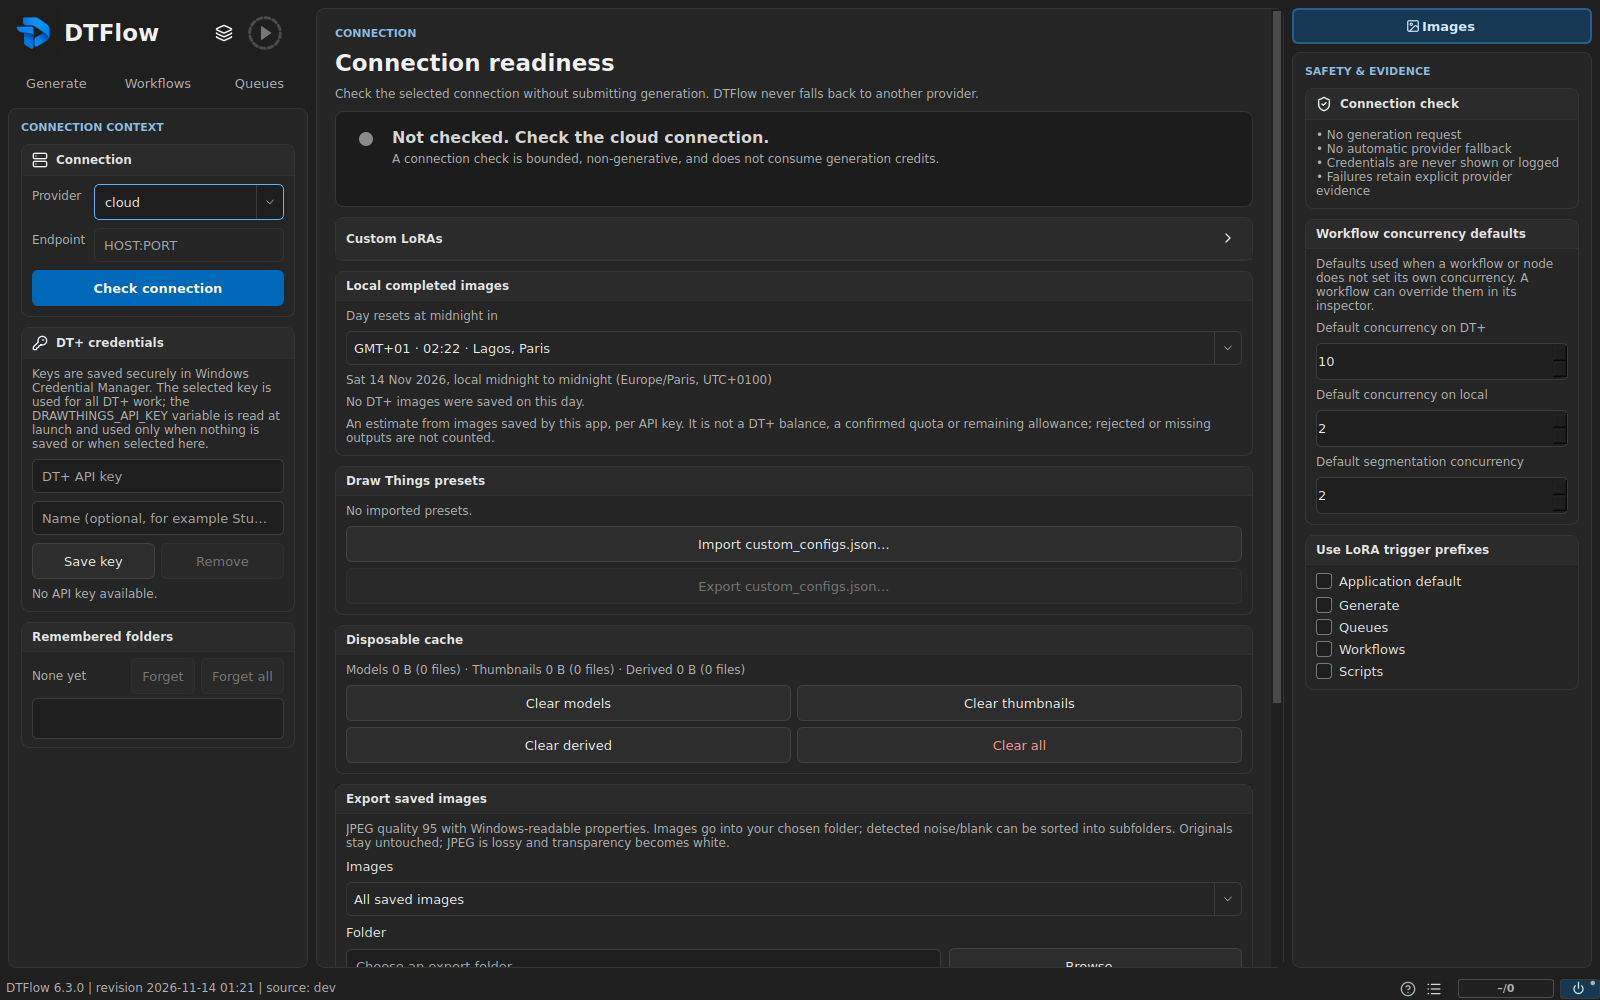 DTFlow
Generate
Workflows
Queues
CONNECTION CONTEXT
Connection
Provider
cloud
Endpoint
HOST:PORT
Check connection
DT+ credentials
Keys are saved securely in Windows
Credential Manager. The selected key is
used for all DT+ work; the
DRAWTHINGS_API_KEY variable is read at
launch and used only when nothing is
saved or when selected here.
DT+ API key
Name (optional, for example Stu...
Save key
Remove
No API key available.
Remembered folders
None yet
Forget
Forget all
CONNECTION
Connection readiness
Check the selected connection without submitting generation. DTFlow never falls back to another provider.
Not checked. Check the cloud connection.
A connection check is bounded, non-generative, and does not consume generation credits.
Custom LoRAs
Local completed images
Day resets at midnight in
GMT+01 · 02:22 · Lagos, Paris
Sat 14 Nov 2026, local midnight to midnight (Europe/Paris, UTC+0100)
No DT+ images were saved on this day.
An estimate from images saved by this app, per API key. It is not a DT+ balance, a confirmed quota or remaining allowance; rejected or missing
outputs are not counted.
Draw Things presets
No imported presets.
Import custom_configs.json...
Export custom_configs.json...
Disposable cache
Models 0 B (0 files) · Thumbnails 0 B (0 files) · Derived 0 B (0 files)
Clear models
Clear thumbnails
Clear derived
Clear all
Export saved images
JPEG quality 95 with Windows-readable properties. Images go into your chosen folder; detected noise/blank can be sorted into subfolders. Originals
stay untouched; JPEG is lossy and transparency becomes white.
Images
All saved images
Folder
Choose an export folder
Browse
Images
SAFETY & EVIDENCE
Connection check
• No generation request
• No automatic provider fallback
• Credentials are never shown or logged
• Failures retain explicit provider
evidence
Workflow concurrency defaults
Defaults used when a workflow or node
does not set its own concurrency. A
workflow can override them in its
inspector.
Default concurrency on DT+
10
Default concurrency on local
2
Default segmentation concurrency
2
Use LoRA trigger prefixes
Application default
Generate
Queues
Workflows
Scripts
DTFlow 6.3.0 | revision 2026-11-14 01:21 | source: dev
-/0